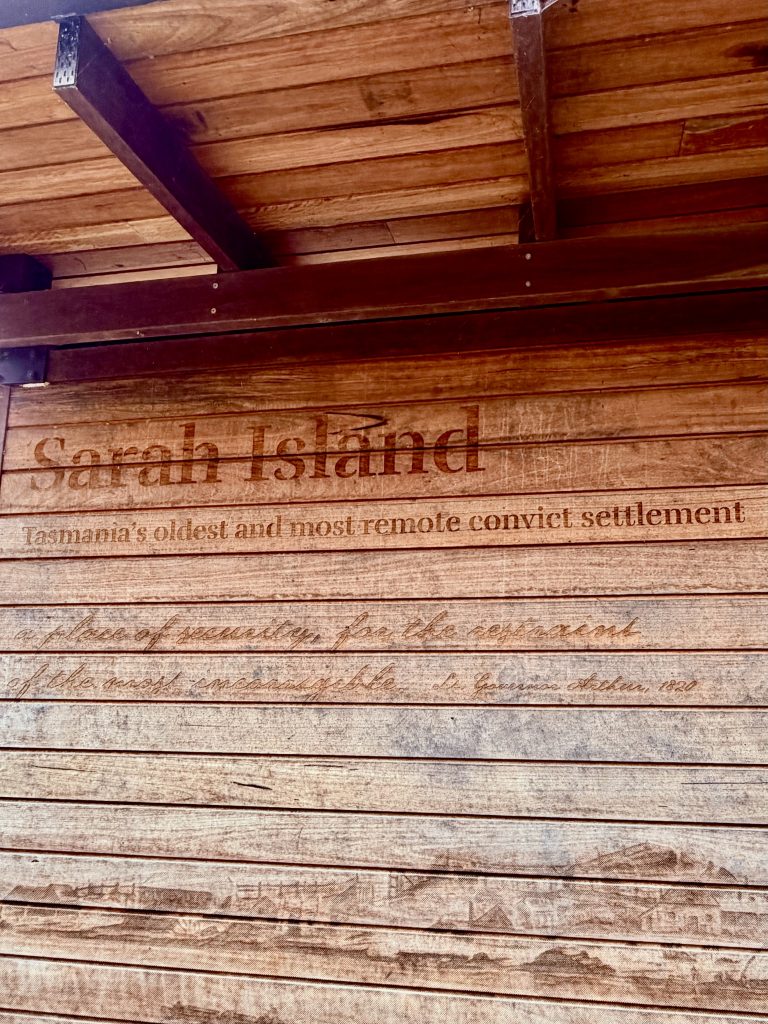 Sarah Island
Tasmania's oldest and most remote convict settlement
a place of security, for the restraint
of the most incorrigible. Lt. Governor Arthur, 1820